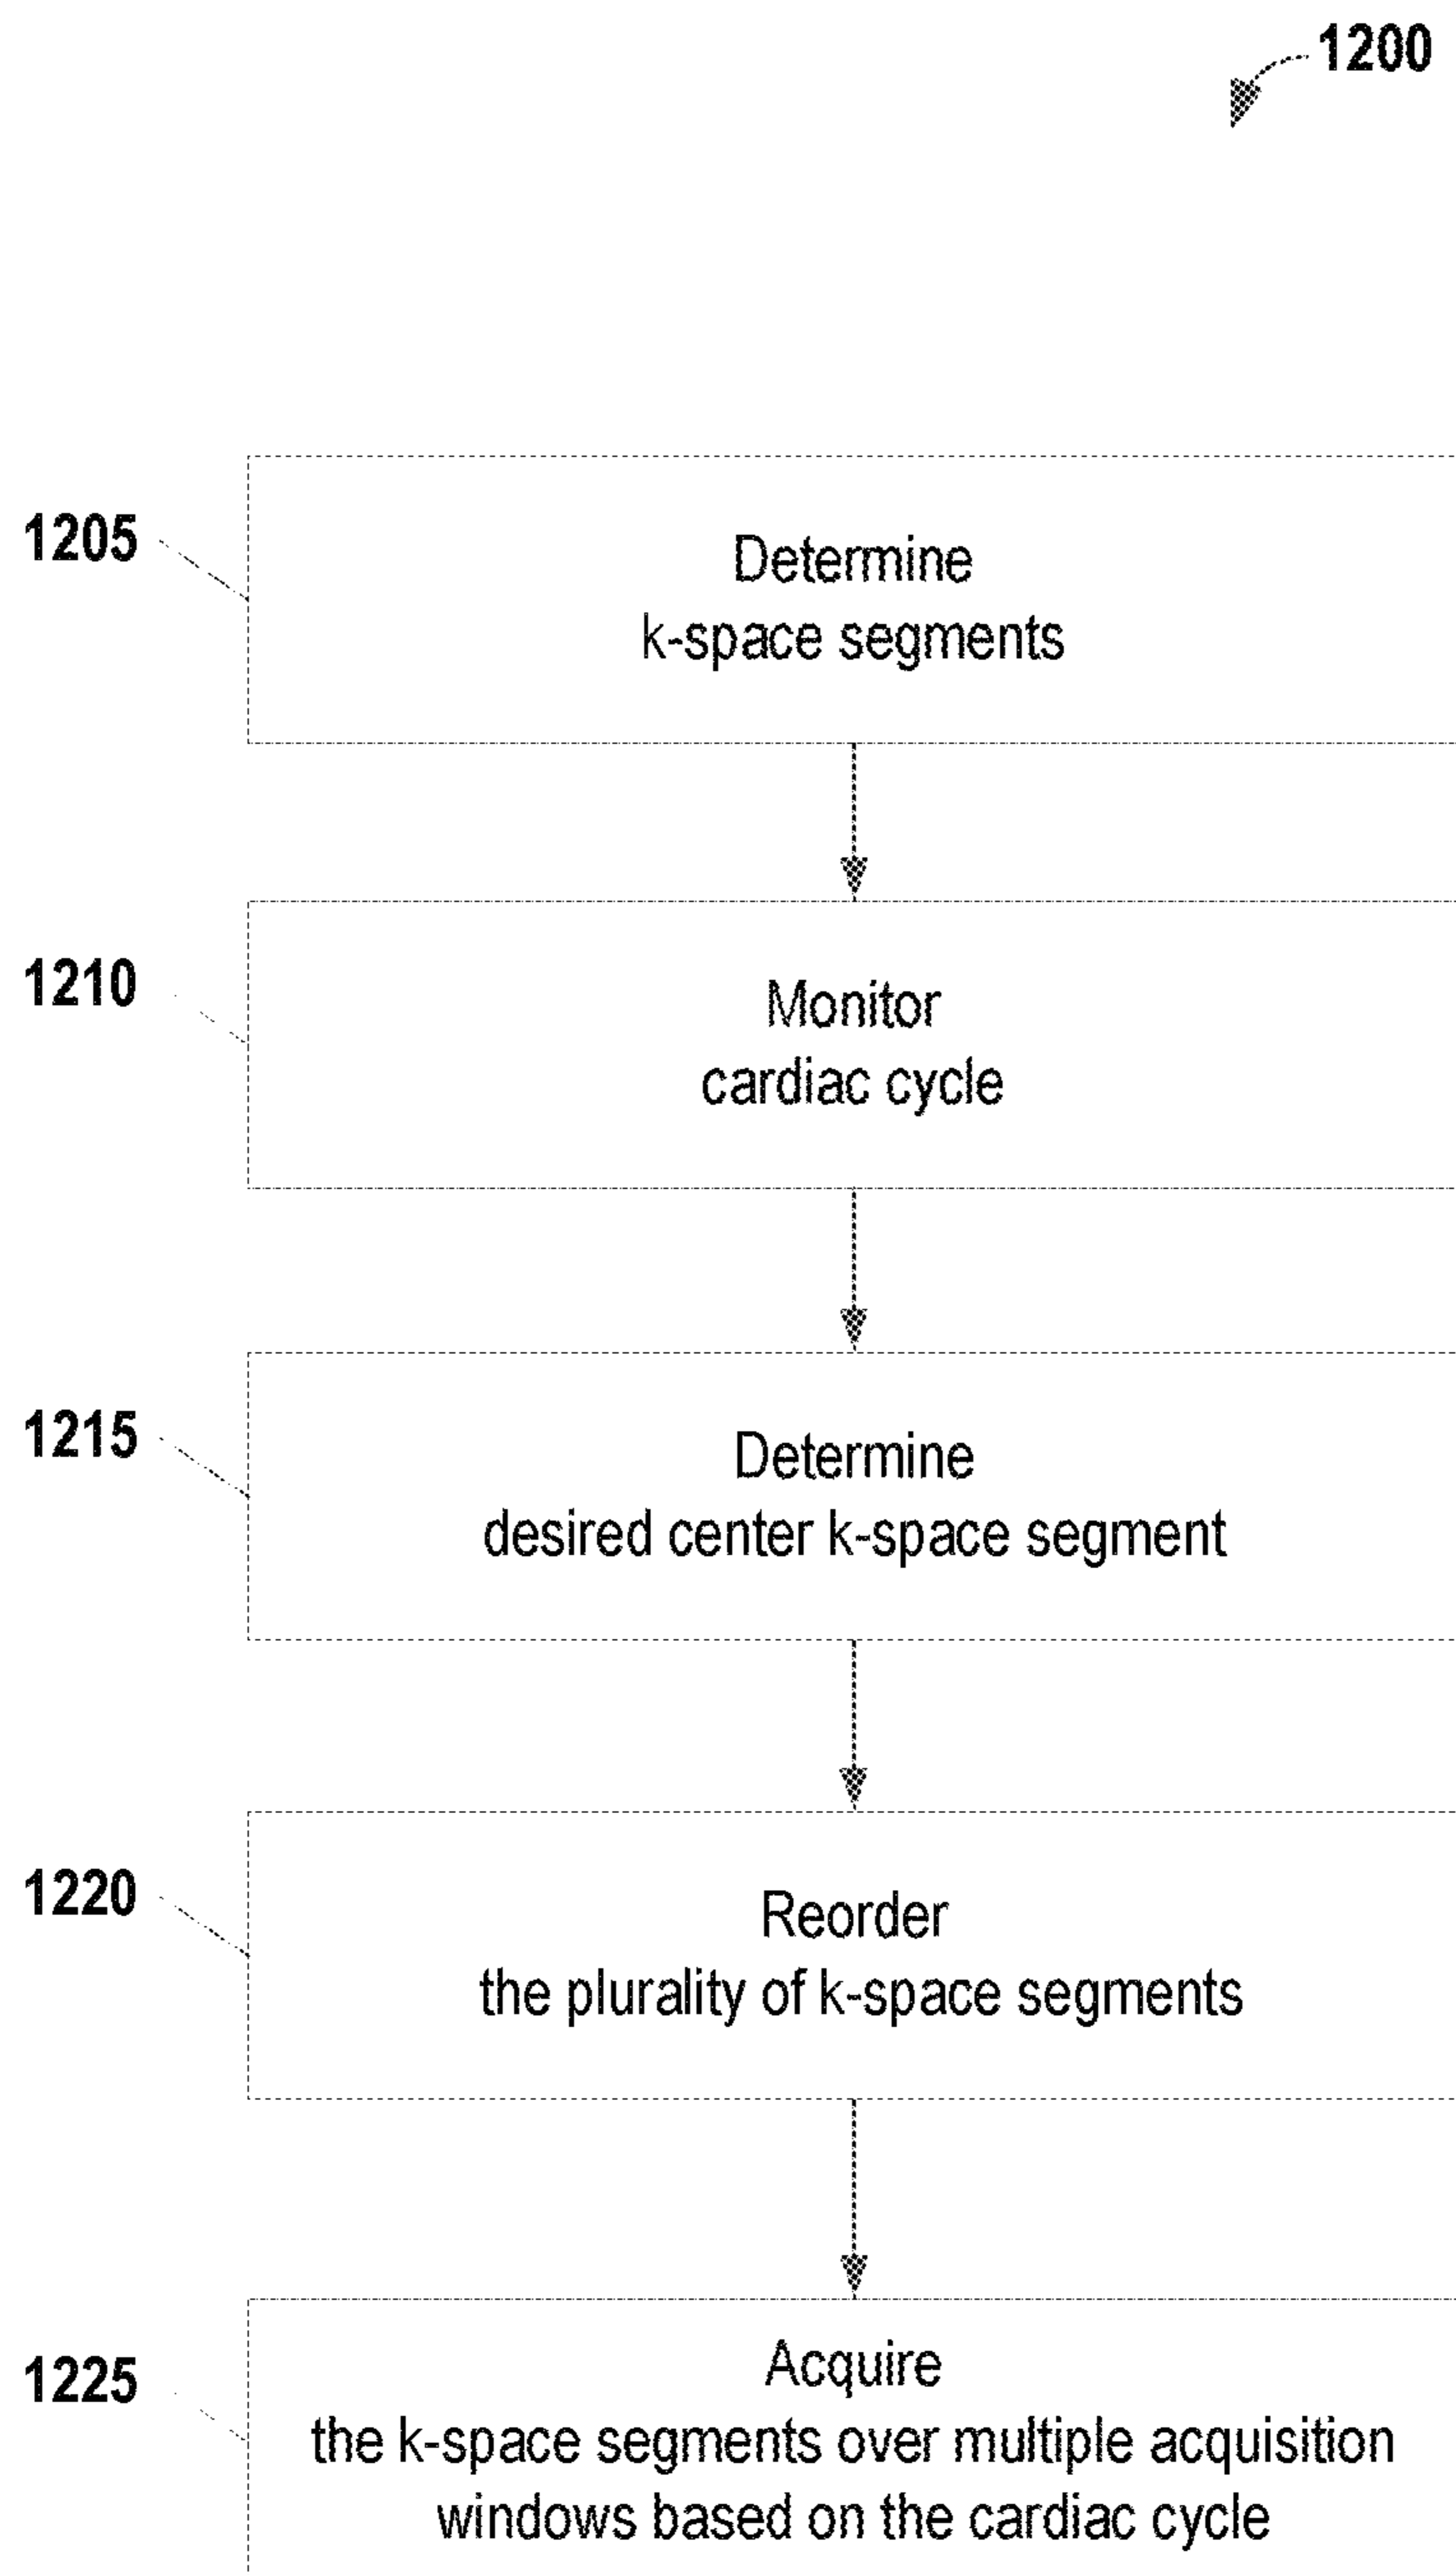 1200
1205
Determine
k-space segments
1210
Monitor
cardiac cycle
1215
Determine
desired center k-space segment
1220
Reorder
the plurality of k-space segments
1225
Acquire
the k-space segments over multiple acquisition
windows based on the cardiac cycle